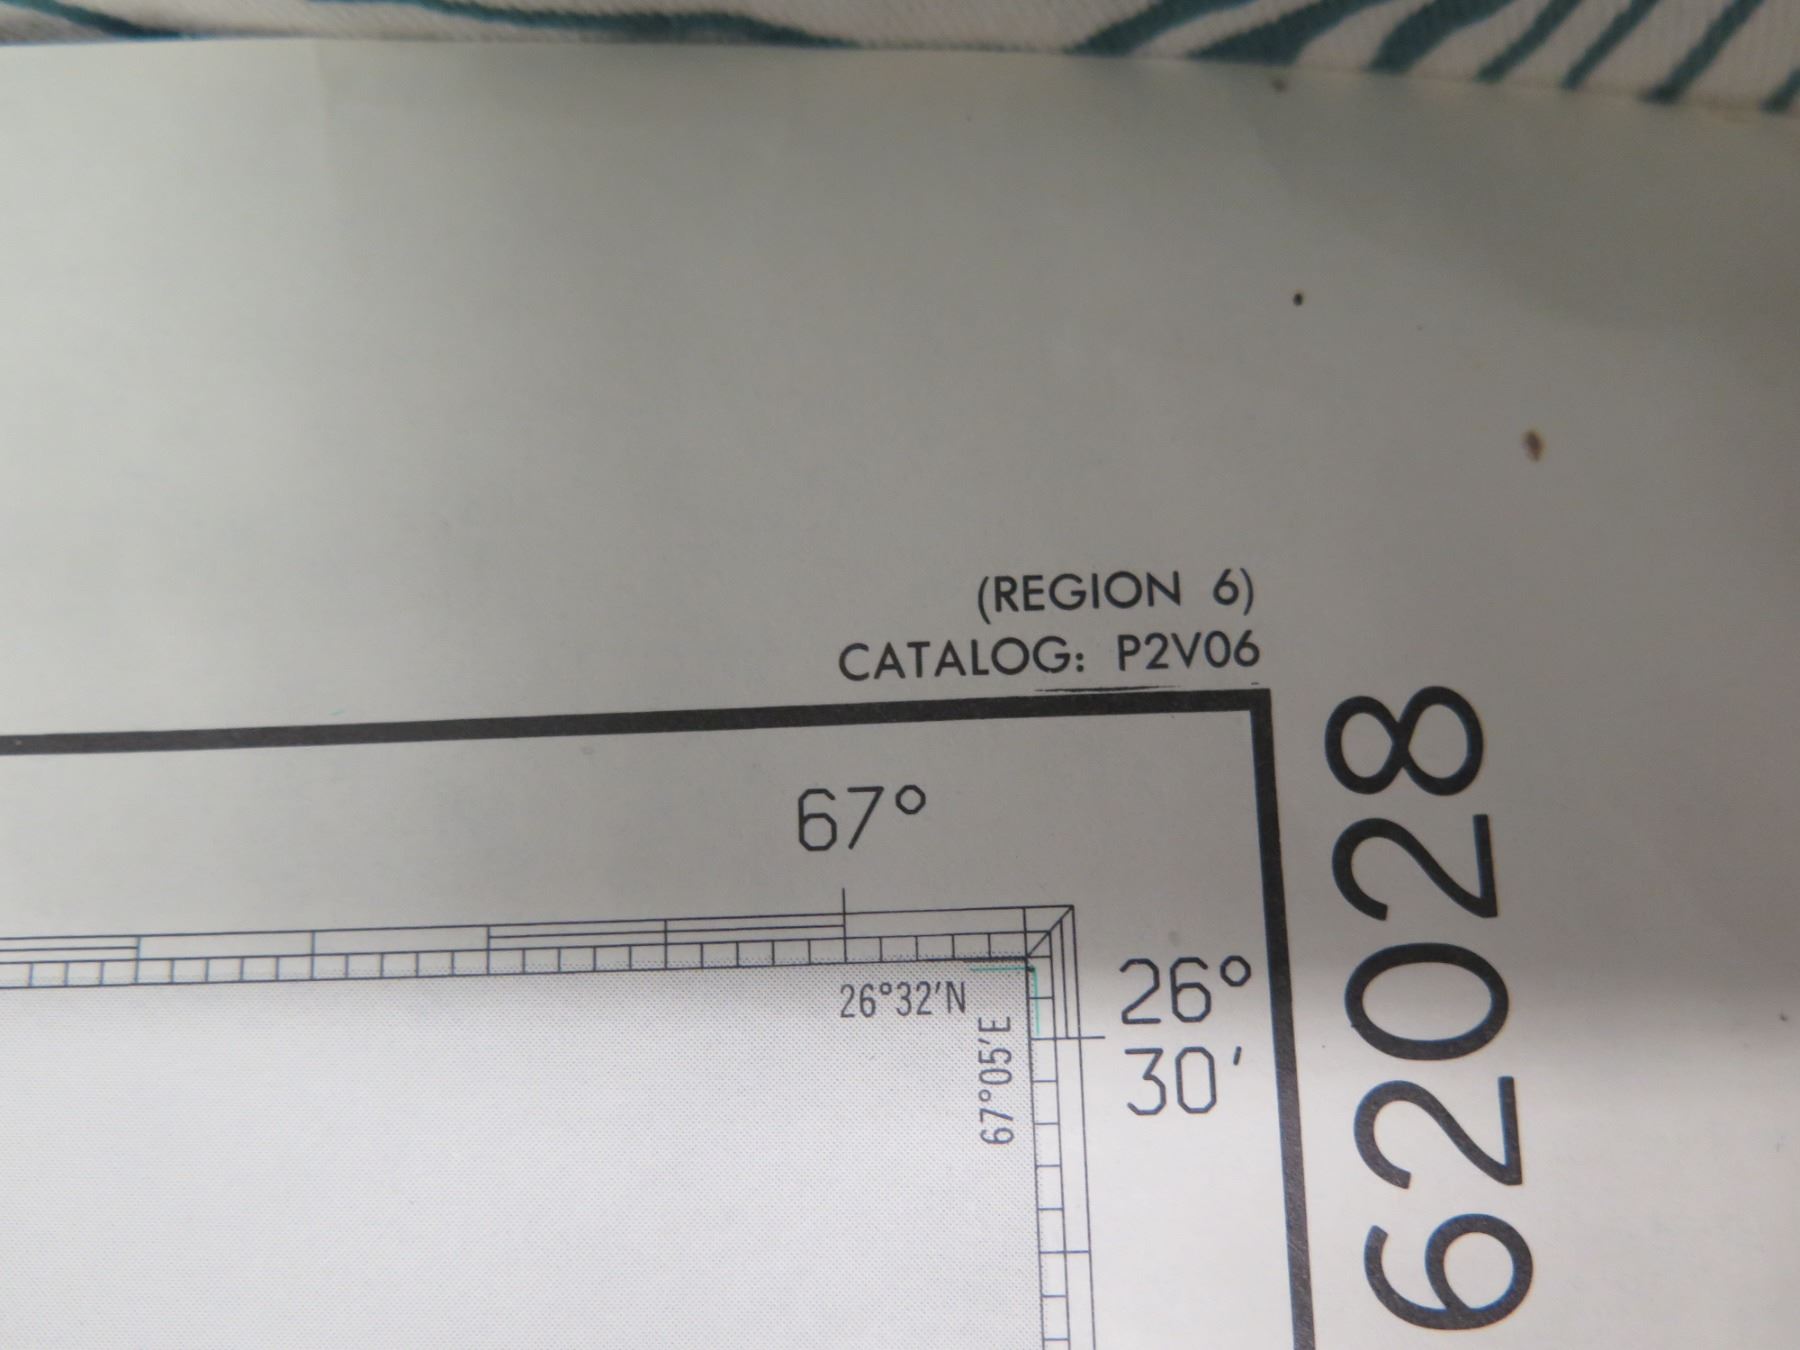 (REGION 6)
CATALOG: P2V06
67°
26°
30'
26°32'N
67°05'E
62028